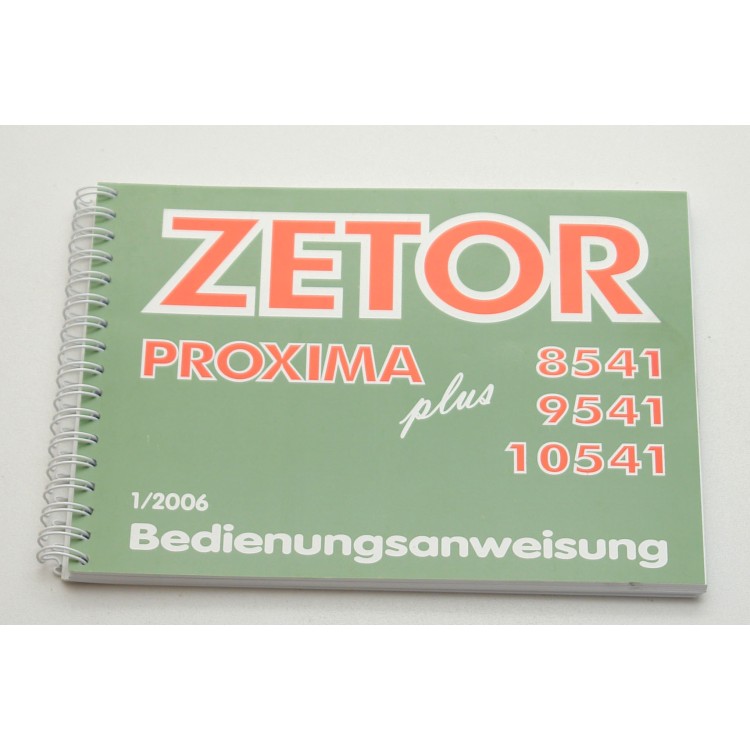 ZETOR
PROXIMA plus 8541
9541
10541
1/2006
Bedienungsanweisung